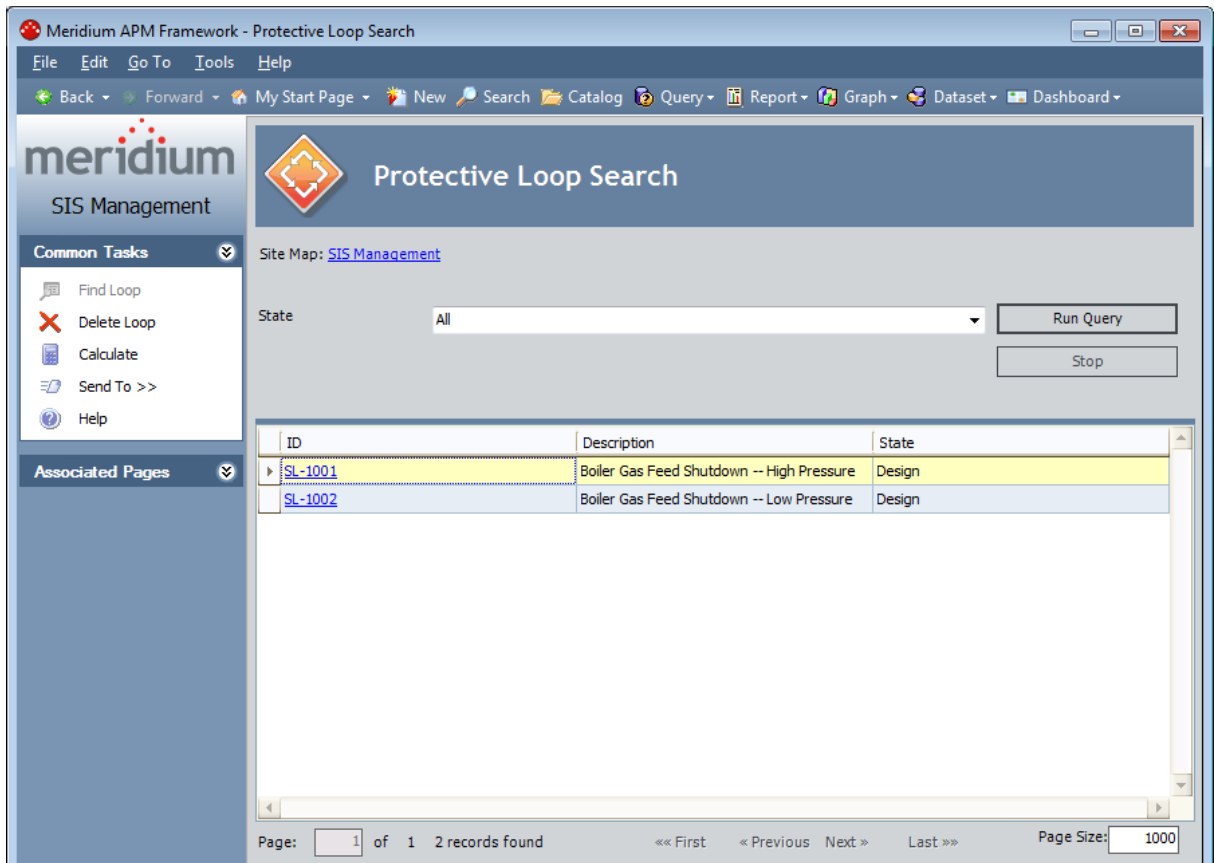 Meridium APM Framework - Protective Loop Search
File Edit Go To Tools Help
Back Forward My Start Page New Search Catalog Query Report Graph Dataset Dashboard
meridium
SIS Management
Protective Loop Search
Common Tasks
Find Loop
Delete Loop
Calculate
Send To >>
Help
Associated Pages
Site Map: SIS Management
State All Run Query
Stop
ID Description State
SL-1001 Boiler Gas Feed Shutdown -- High Pressure Design
SL-1002 Boiler Gas Feed Shutdown -- Low Pressure Design
Page: 1 of 1 2 records found «« First « Previous Next » Last »» Page Size: 1000